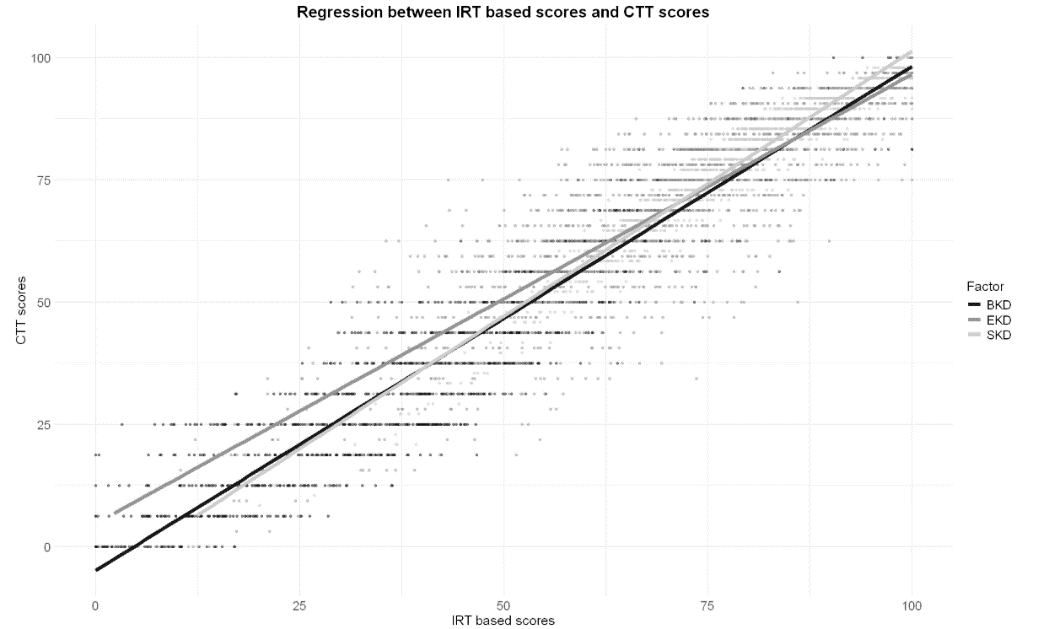 Regression between IRT based scores and CTT scores
100
75
50
25
0
CTT scores
0 25 50 75 100
IRT based scores
Factor
BKD
EKD
SKD